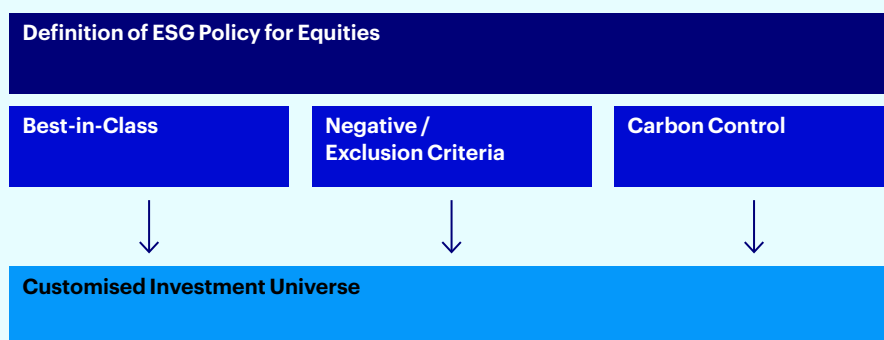 Definition of ESG Policy for Equities
Best-in-Class
Negative /
Exclusion Criteria
Carbon Control
Customised Investment Universe